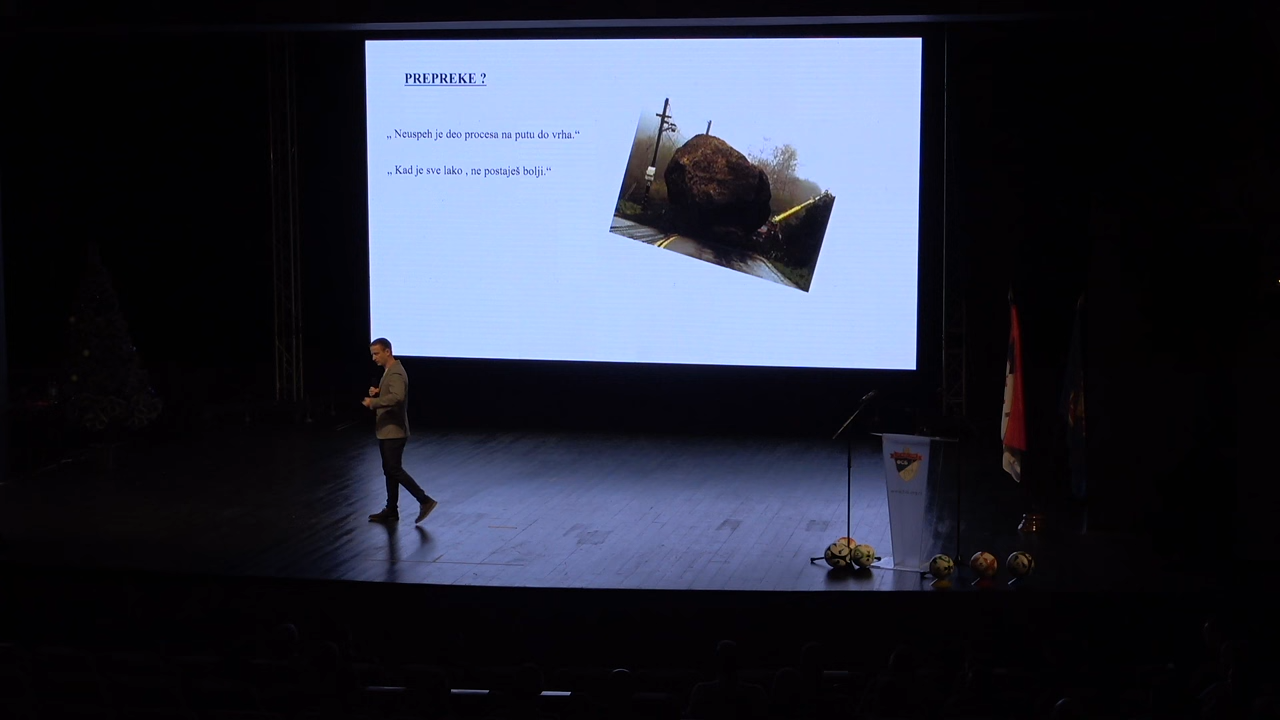 PREPREKE ?
„ Neuspeh je deo procesa na putu do vrha.“
„ Kad je sve lako , ne postaješ bolji.“